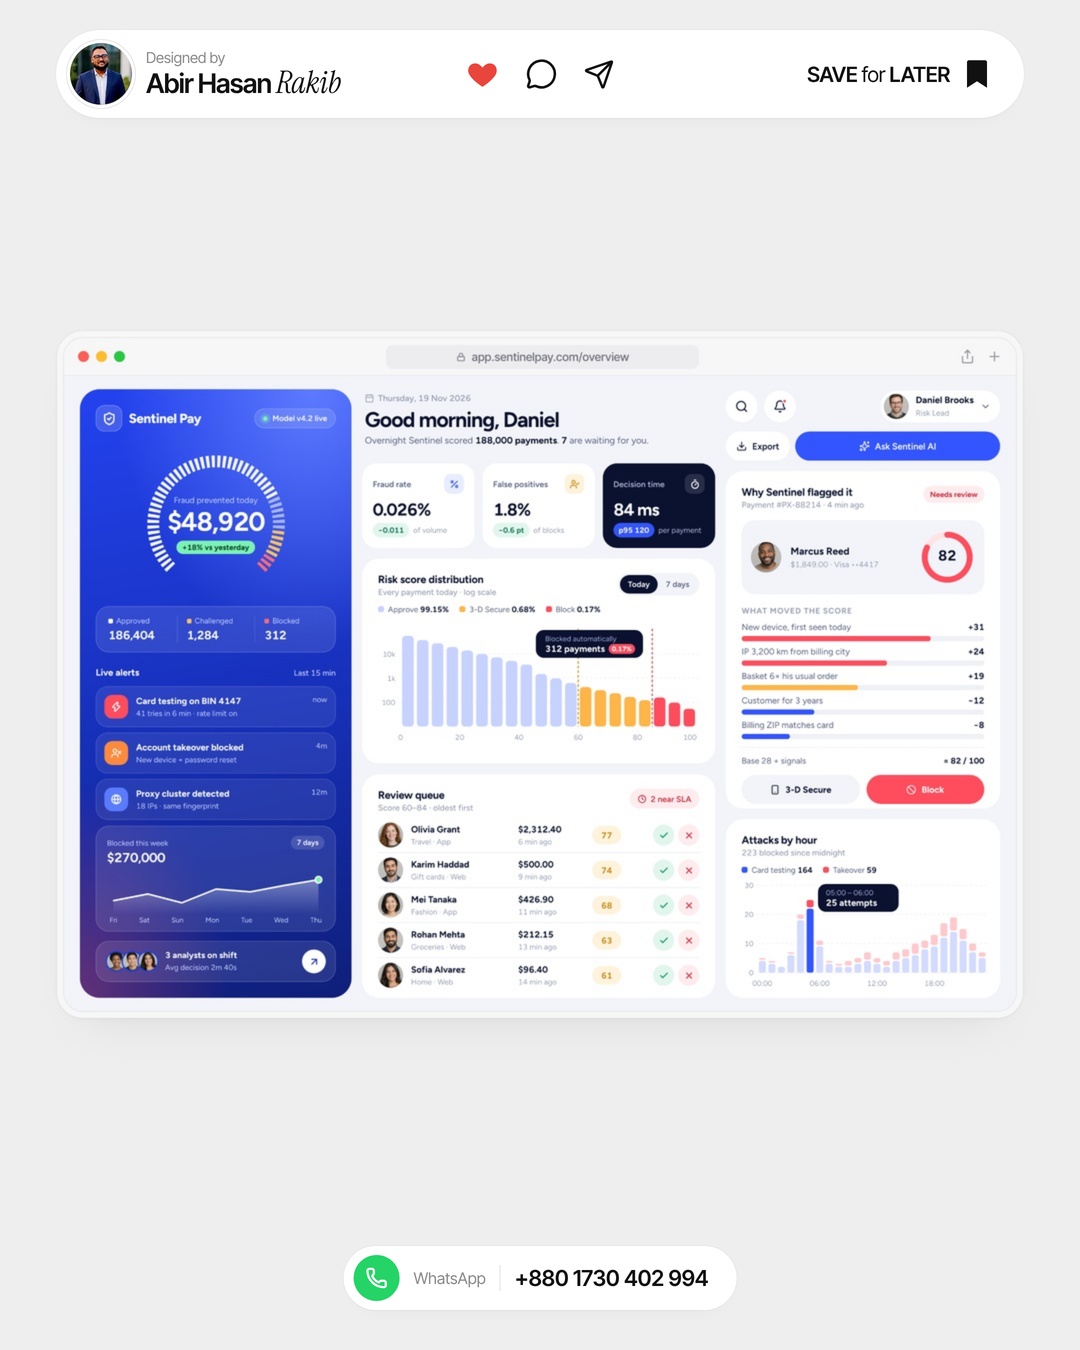 Designed by
Abir Hasan Rakib
SAVE for LATER
app.sentinelpay.com/overview
Sentinel Pay
Model v4.2 live
Fraud prevented today
$48,920
+18% vs yesterday
Approved
186,404
Challenged
1,284
Blocked
312
Live alerts
Last 15 min
Card testing on BIN 4147
now
41 tries in 6 min · rate limit on
Account takeover blocked
4m
New device + password reset
Proxy cluster detected
12m
18 IPs · same fingerprint
Blocked this week
7 days
$270,000
Fri Sat Sun Mon Tue Wed Thu
3 analysts on shift
Avg decision 2m 40s
Thursday, 19 Nov 2026
Good morning, Daniel
Overnight Sentinel scored 188,000 payments. 7 are waiting for you.
Fraud rate
0.026%
-0.011 of volume
False positives
1.8%
-0.6 pt of blocks
Decision time
84 ms
p95 120 per payment
Risk score distribution
Every payment today · log scale
Today
7 days
Approve 99.15%
3-D Secure 0.68%
Block 0.17%
Blocked automatically
312 payments 0.17%
10k
1k
100
0 20 40 60 80 100
Review queue
Score 60–84 · oldest first
2 near SLA
Olivia Grant $2,312.40 77
Travel · App 6 min ago
Karim Haddad $500.00 74
Gift cards · Web 9 min ago
Mei Tanaka $426.90 68
Fashion · App 11 min ago
Rohan Mehta $212.15 63
Groceries · Web 13 min ago
Sofia Alvarez $96.40 61
Home · Web 14 min ago
Daniel Brooks
Risk Lead
Export
Ask Sentinel AI
Why Sentinel flagged it
Payment #PX-88214 · 4 min ago
Needs review
Marcus Reed
$1,849.00 · Visa ••4417
82
WHAT MOVED THE SCORE
New device, first seen today +31
IP 3,200 km from billing city +24
Basket 6× his usual order +19
Customer for 3 years −12
Billing ZIP matches card −8
Base 28 + signals = 82 / 100
3-D Secure
Block
Attacks by hour
223 blocked since midnight
Card testing 164
Takeover 59
05:00 – 06:00
25 attempts
30
20
10
0
00:00 06:00 12:00 18:00
WhatsApp
+880 1730 402 994